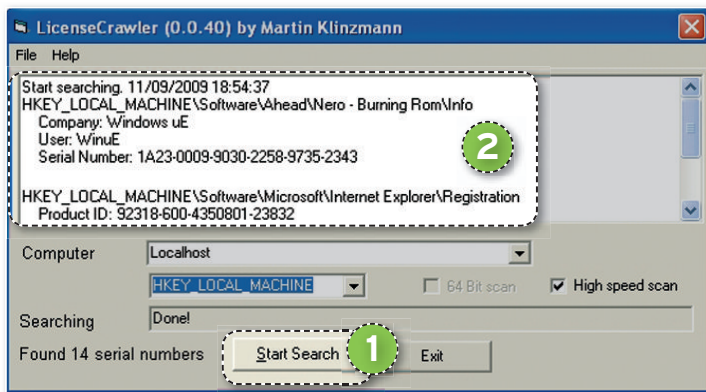 LicenseCrawler (0.0.40) by Martin Klinzmann
File Help
Start searching. 11/09/2009 18:54:37
HKEY_LOCAL_MACHINE\Software\Ahead\Nero - Burning Rom\Info
Company: Windows uE
User: WinuE
Serial Number: 1A23-0009-9030-2258-9735-2343
2
HKEY_LOCAL_MACHINE\Software\Microsoft\Internet Explorer\Registration
Product ID: 92318-600-4350801-23832
Computer Localhost
HKEY_LOCAL_MACHINE 64 Bit scan High speed scan
Searching Done!
Found 14 serial numbers Start Search 1 Exit